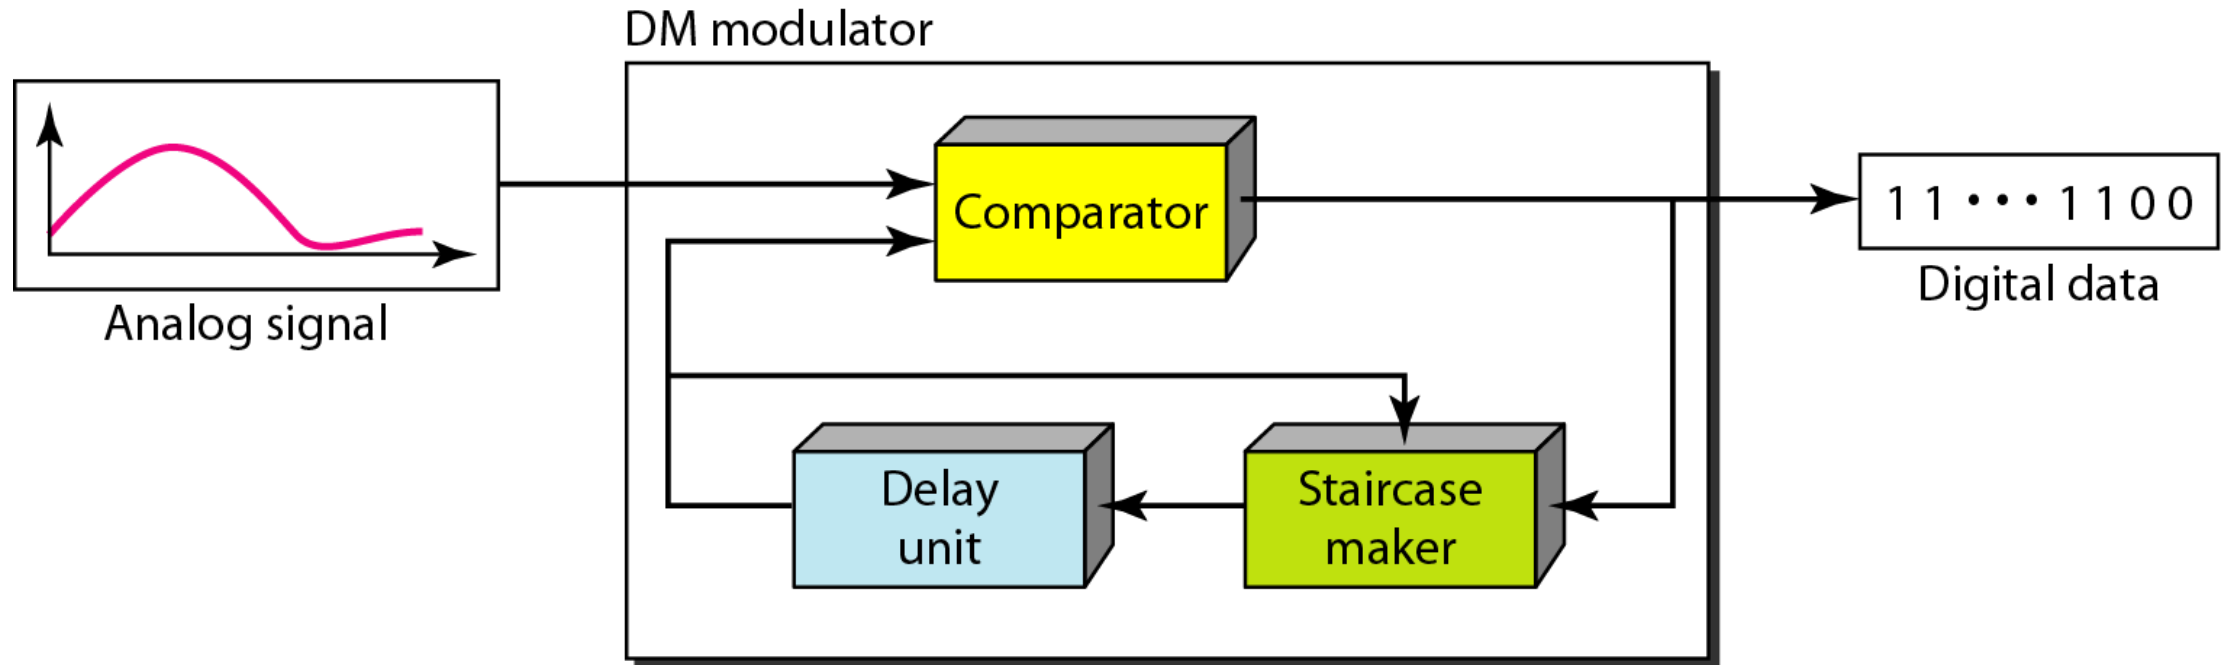 DM modulator
Comparator
1 1 • • • 1 1 0 0
Digital data
Analog signal
Delay
unit
Staircase
maker